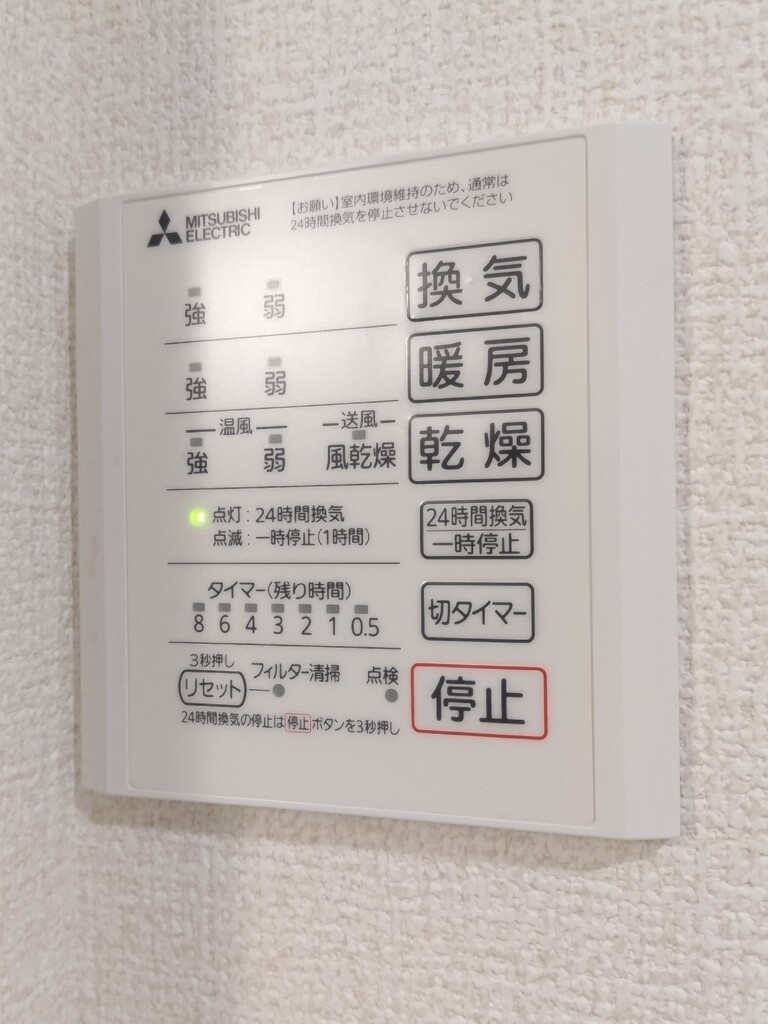 MITSUBISHI
ELECTRIC
【お願い】室内環境維持のため、通常は
24時間換気を停止させないでください
強 弱 換気
強 弱 暖房
温風 送風
強 弱 風乾燥 乾燥
点灯：24時間換気
点滅：一時停止(1時間)
24時間換気
一時停止
タイマー(残り時間)
8 6 4 3 2 1 0.5
切タイマー
3秒押し
リセット フィルター清掃 点検
停止
24時間換気の停止は停止ボタンを3秒押し